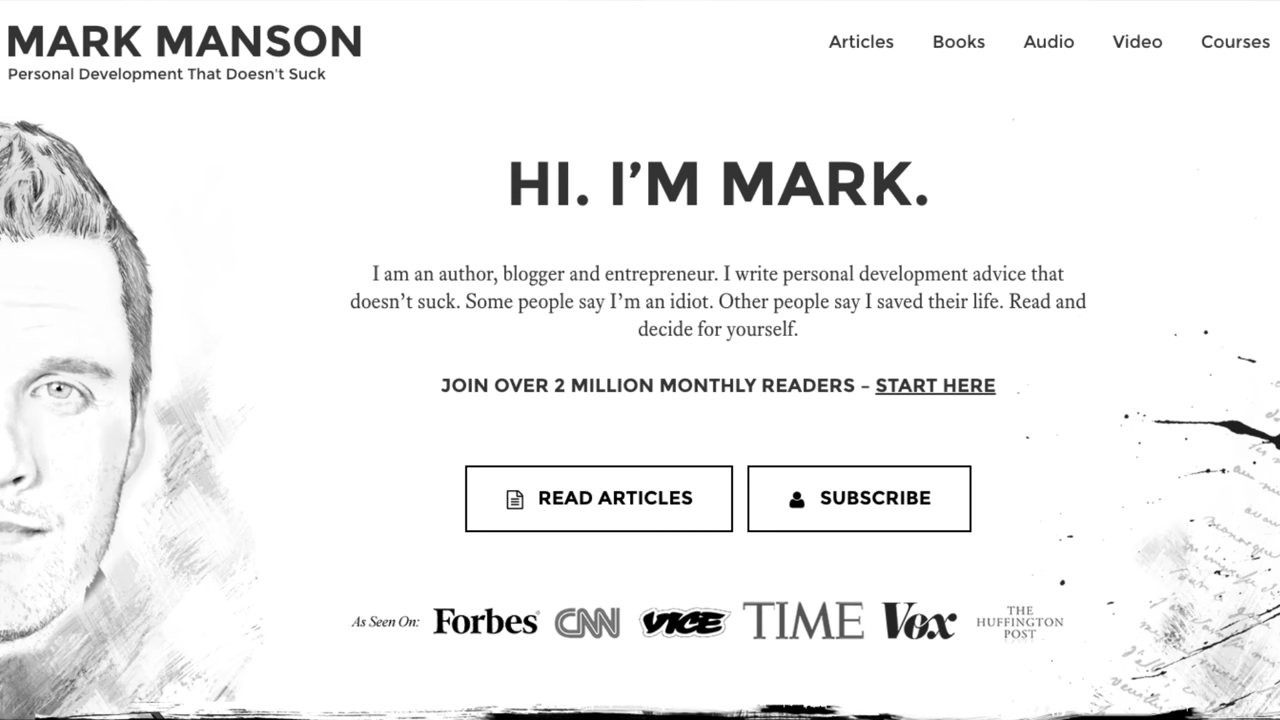 MARK MANSON
Personal Development That Doesn't Suck
Articles Books Audio Video Courses
HI. I’M MARK.
I am an author, blogger and entrepreneur. I write personal development advice that
doesn’t suck. Some people say I’m an idiot. Other people say I saved their life. Read and
decide for yourself.
JOIN OVER 2 MILLION MONTHLY READERS – START HERE
READ ARTICLES
SUBSCRIBE
As Seen On: Forbes CNN VICE TIME Vox THE
HUFFINGTON
POST